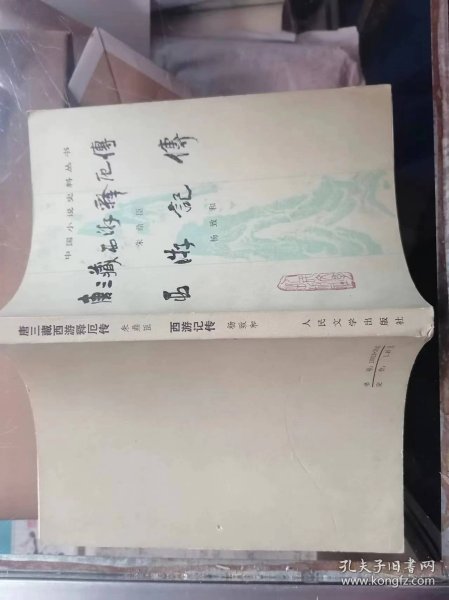 中国小说史料丛书
唐三藏西游释厄傳
朱鼎臣
西游記傳
杨致和
唐三藏西游释厄传
朱鼎臣
西游记传
杨致和
人民文学出版社
孔夫子旧书网
www.kongfz.com